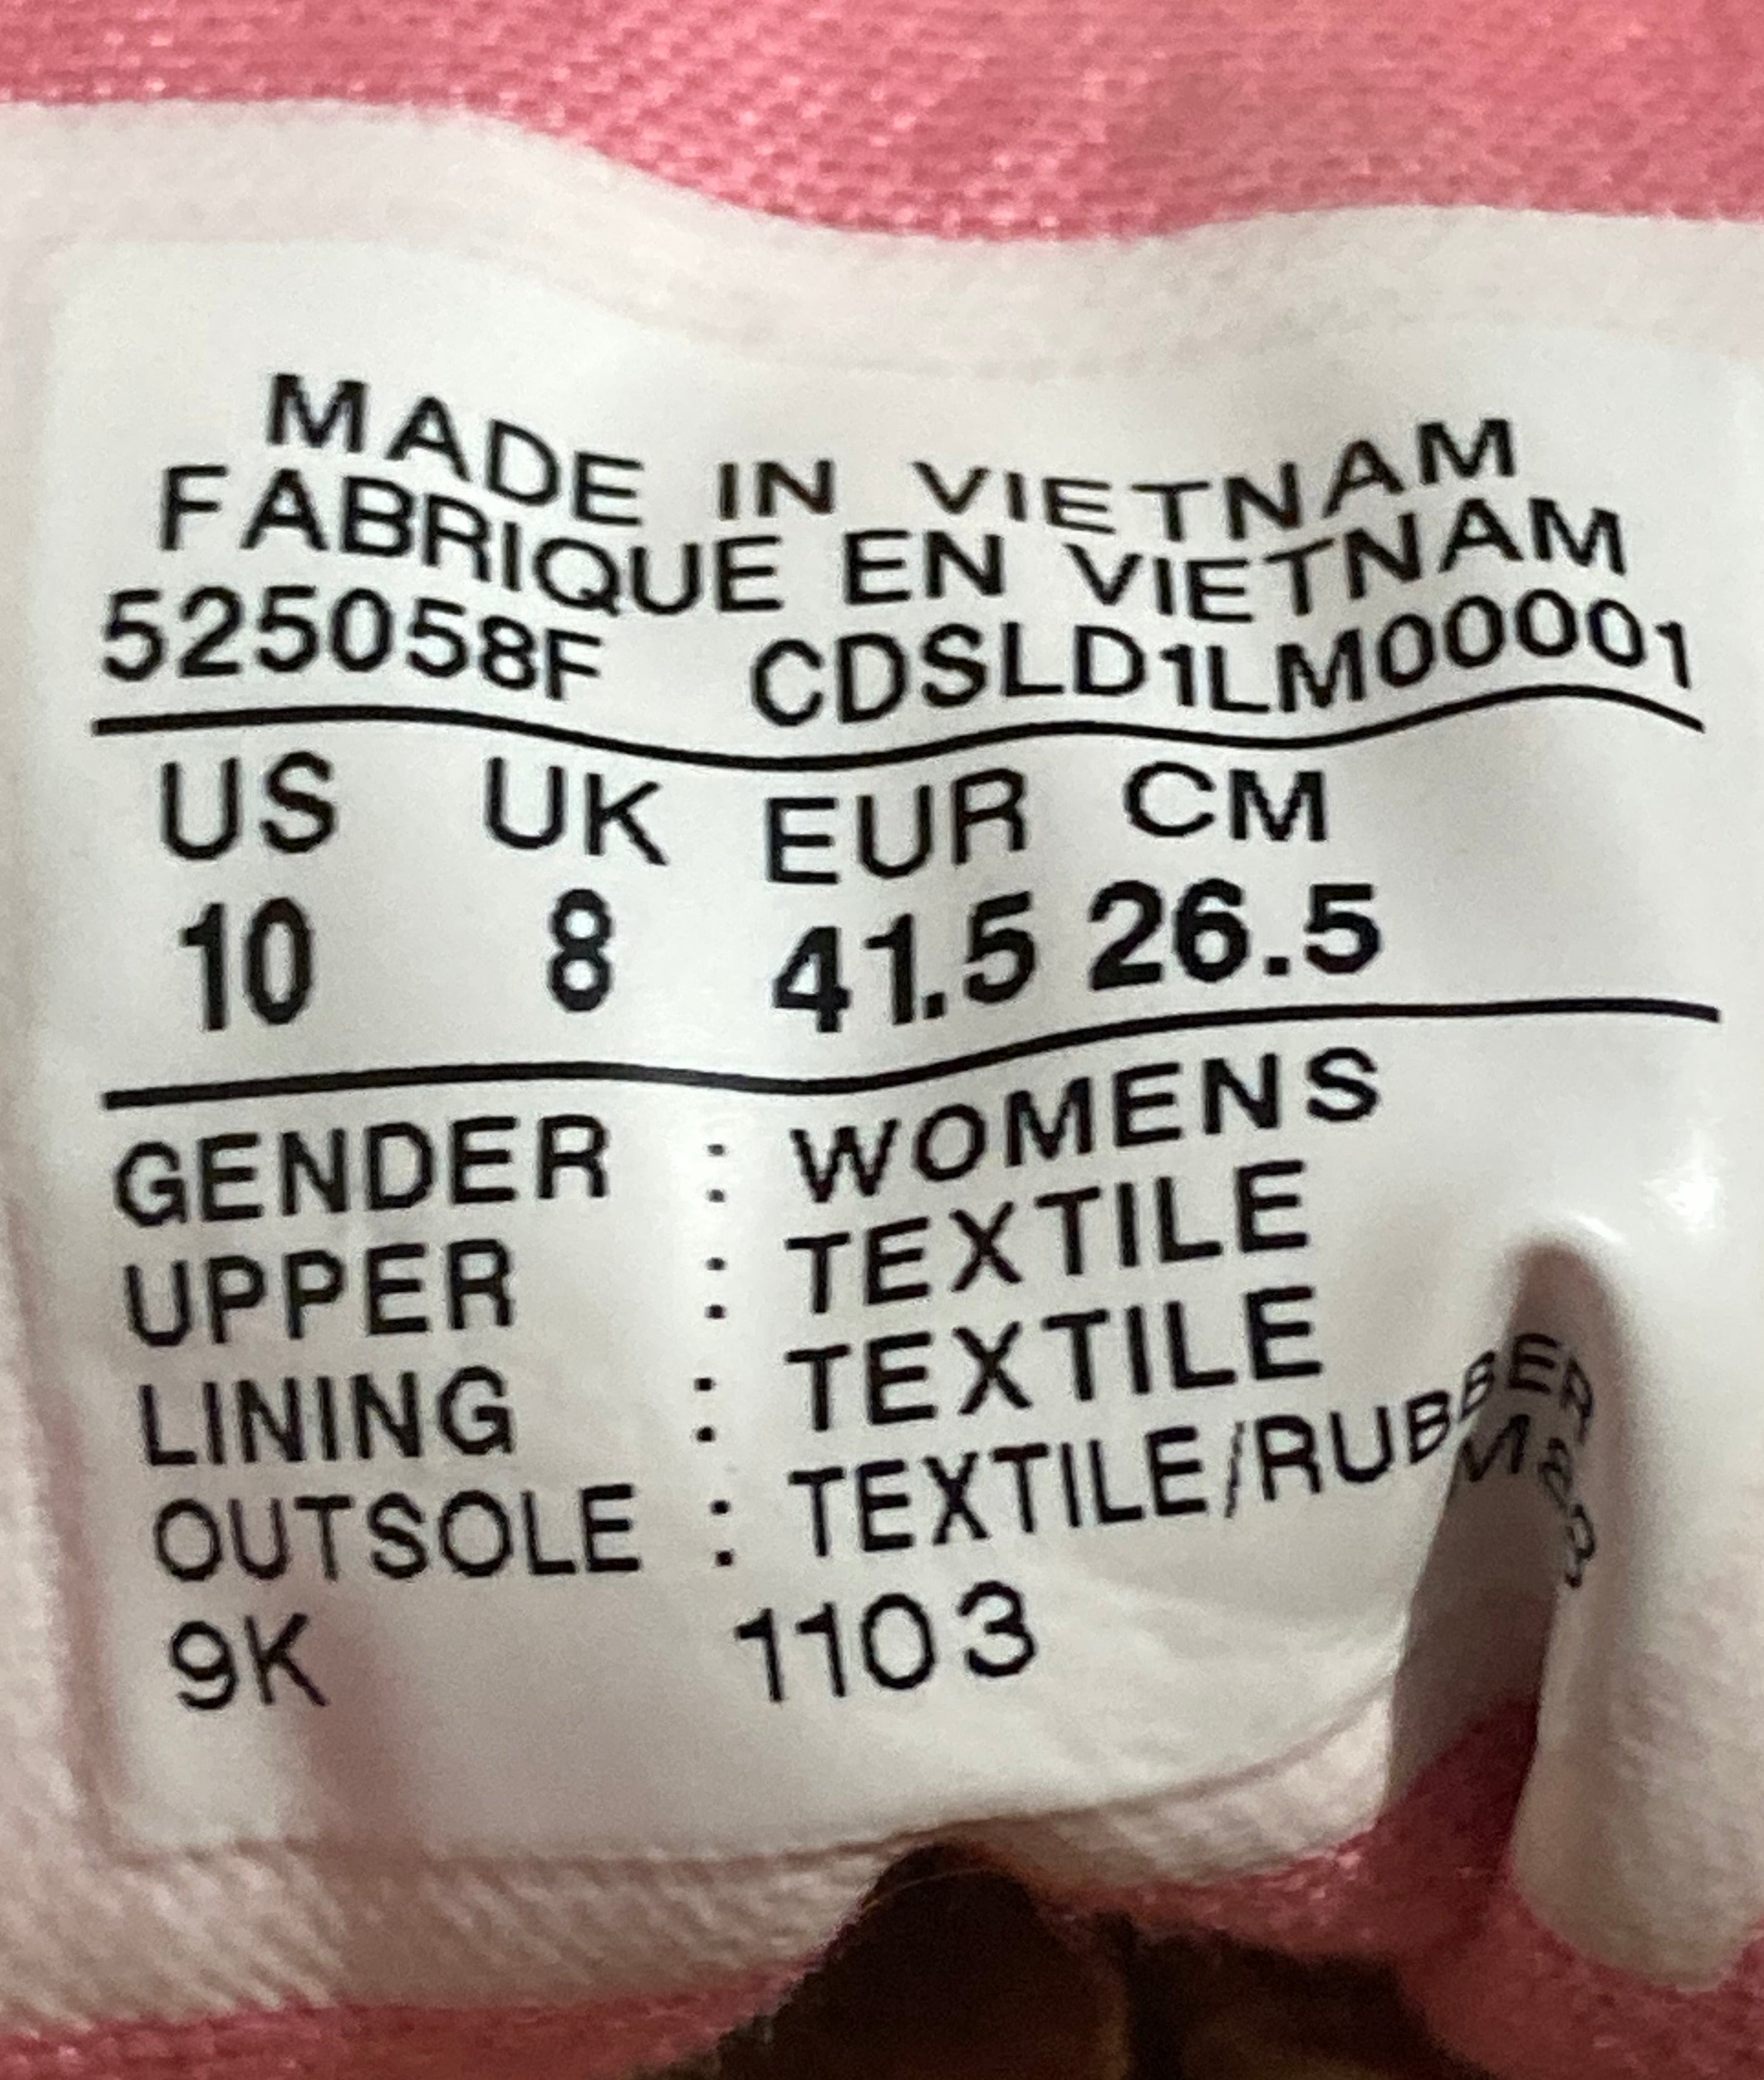 MADE IN VIETNAM
FABRIQUE EN VIETNAM
525058F CDSLD1LM00001
US UK EUR CM
10 8 41.5 26.5
GENDER : WOMENS
UPPER : TEXTILE
LINING : TEXTILE
OUTSOLE : TEXTILE/RUBBER
9K 1103